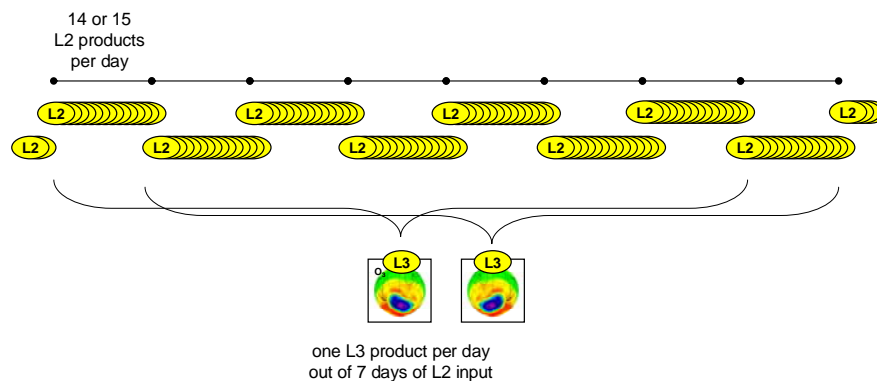 14 or 15
L2 products
per day
L2 L2 L2 L2 L2
L2 L2 L2 L2 L2
L3 L3
O3
one L3 product per day
out of 7 days of L2 input